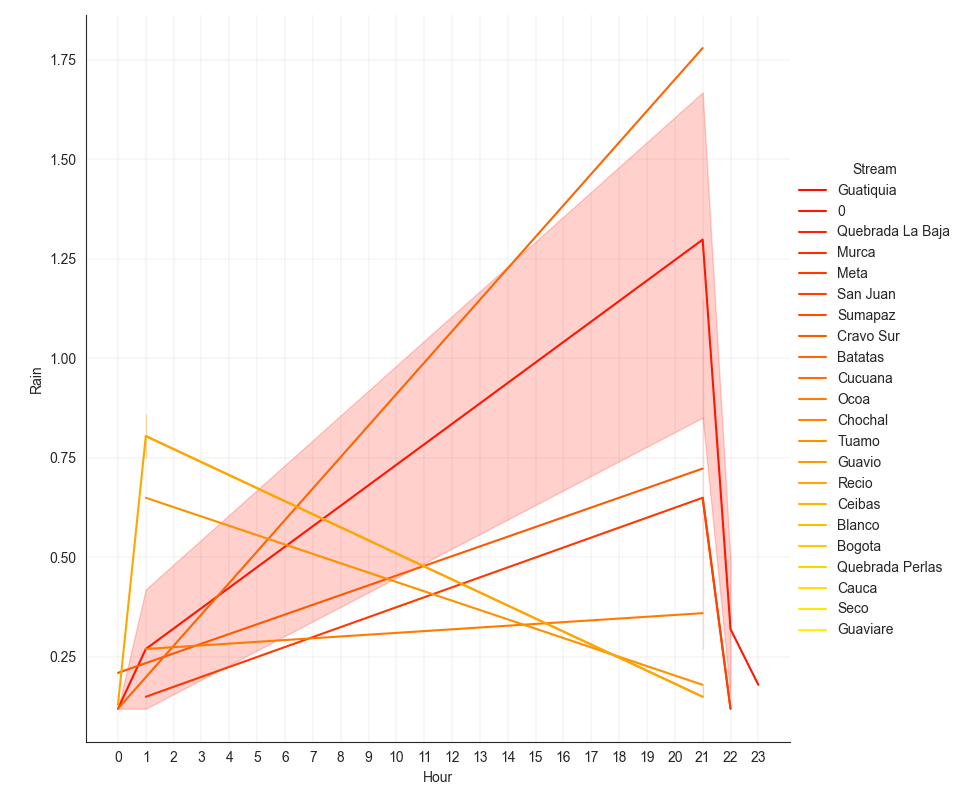 1.75
1.50
1.25
1.00
0.75
0.50
0.25
Rain
0 1 2 3 4 5 6 7 8 9 10 11 12 13 14 15 16 17 18 19 20 21 22 23
Hour
Stream
Guatiquia
0
Quebrada La Baja
Murca
Meta
San Juan
Sumapaz
Cravo Sur
Batatas
Cucuana
Ocoa
Chochal
Tuamo
Guavio
Recio
Ceibas
Blanco
Bogota
Quebrada Perlas
Cauca
Seco
Guaviare